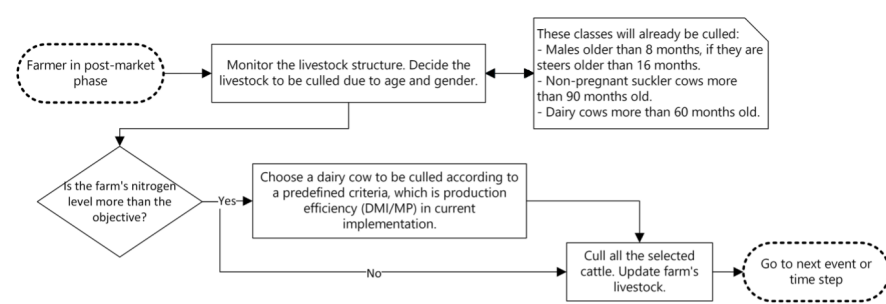 Farmer in post-market
phase
Monitor the livestock structure. Decide the
livestock to be culled due to age and gender.
These classes will already be culled:
- Males older than 8 months, if they are
steers older than 16 months.
- Non-pregnant suckler cows more
than 90 months old.
- Dairy cows more than 60 months old.
Is the farm's nitrogen
level more than the
objective?
Yes
Choose a dairy cow to be culled according to
a predefined criteria, which is production
efficiency (DMI/MP) in current
implementation.
No
Cull all the selected
cattle. Update farm's
livestock.
Go to next event or
time step